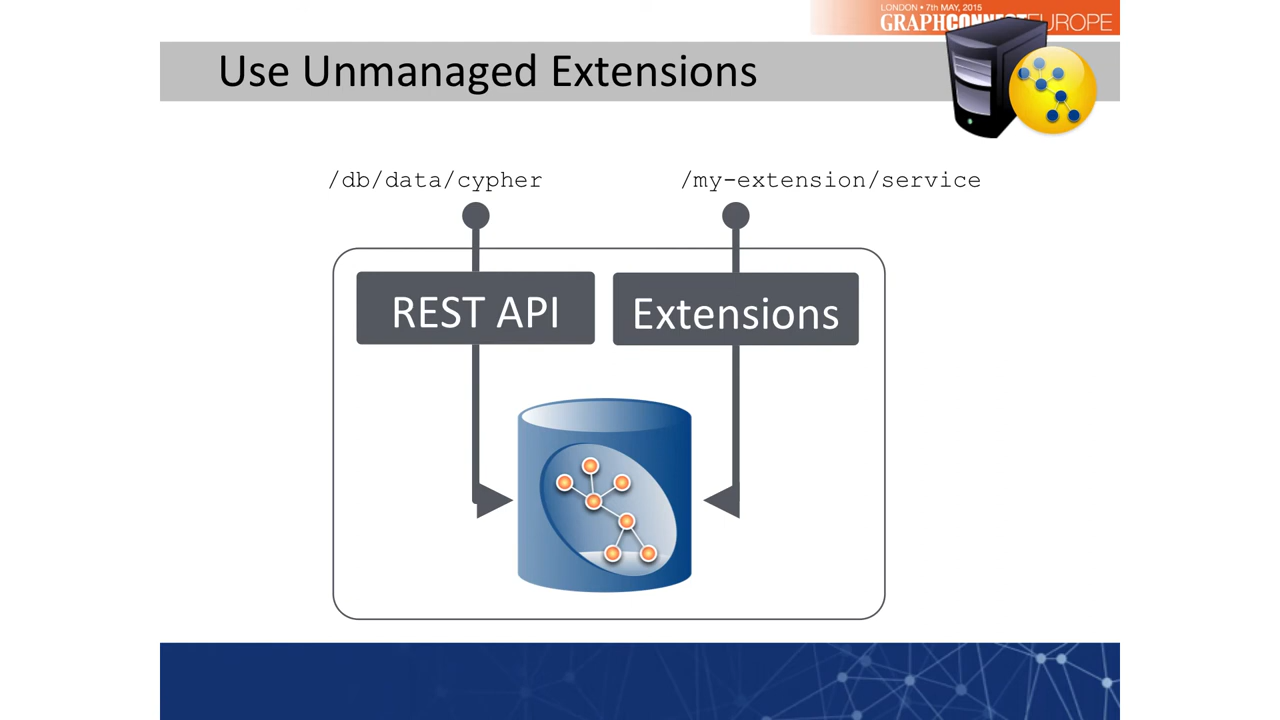 LONDON • 7th MAY, 2015
GRAPHCONNECT EUROPE
Use Unmanaged Extensions
/db/data/cypher
/my-extension/service
REST API
Extensions